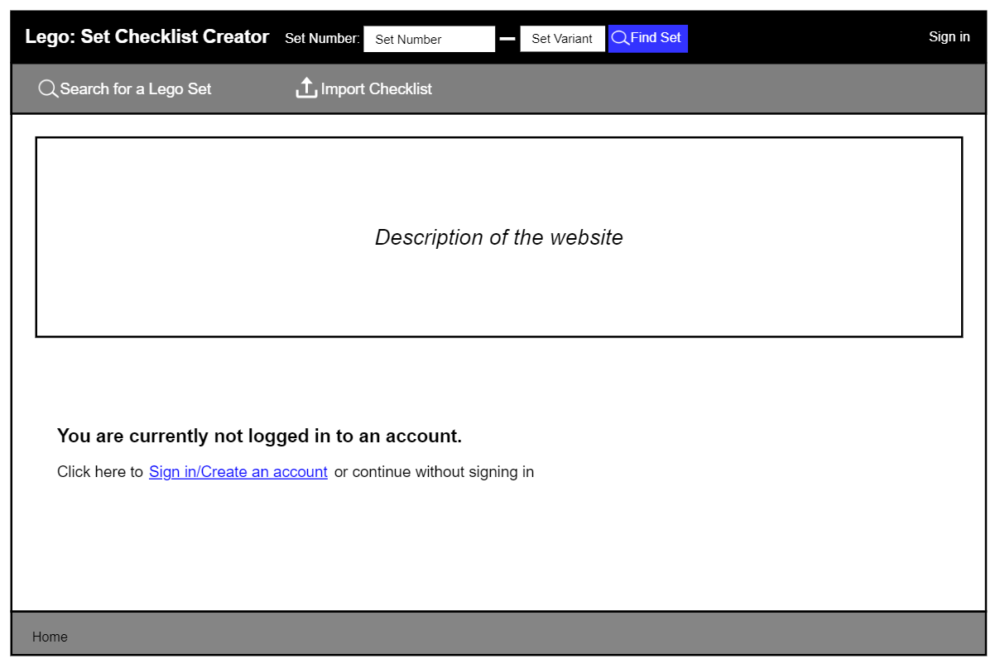 Lego: Set Checklist Creator Set Number: Set Number Set Variant Find Set Sign in
Search for a Lego Set Import Checklist
Description of the website
You are currently not logged in to an account.
Click here to Sign in/Create an account or continue without signing in
Home